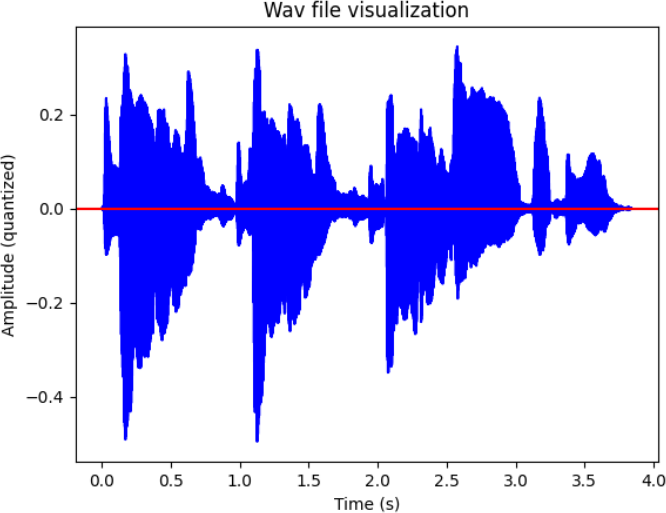 Wav file visualization
Amplitude (quantized)
0.2
0.0
−0.2
−0.4
0.0 0.5 1.0 1.5 2.0 2.5 3.0 3.5 4.0
Time (s)